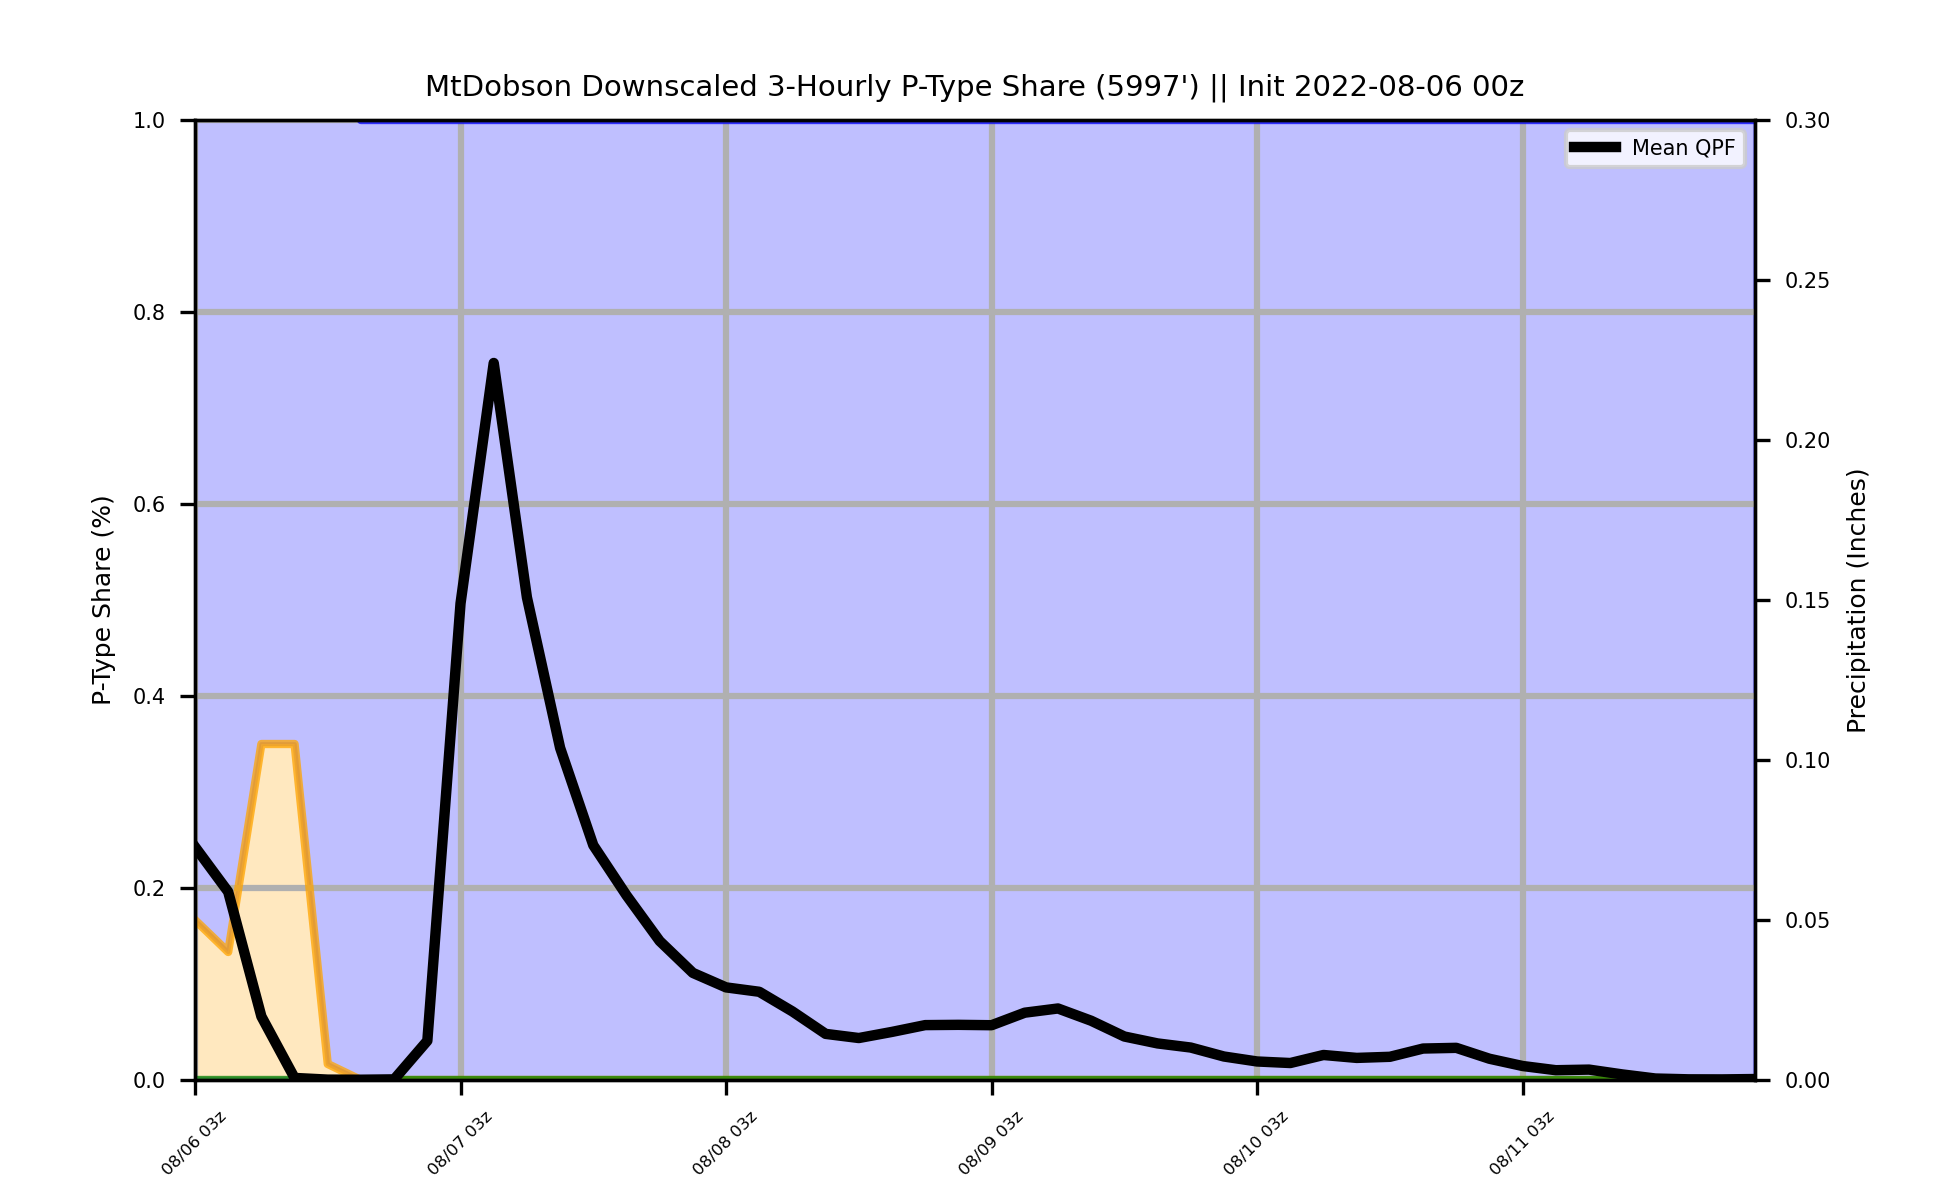 MtDobson Downscaled 3-Hourly P-Type Share (5997') || Init 2022-08-06 00z
Mean QPF
P-Type Share (%)
1.0
0.8
0.6
0.4
0.2
0.0
0.30
0.25
0.20
0.15
0.10
0.05
0.00
Precipitation (Inches)
08/06 03z
08/07 03z
08/08 03z
08/09 03z
08/10 03z
08/11 03z